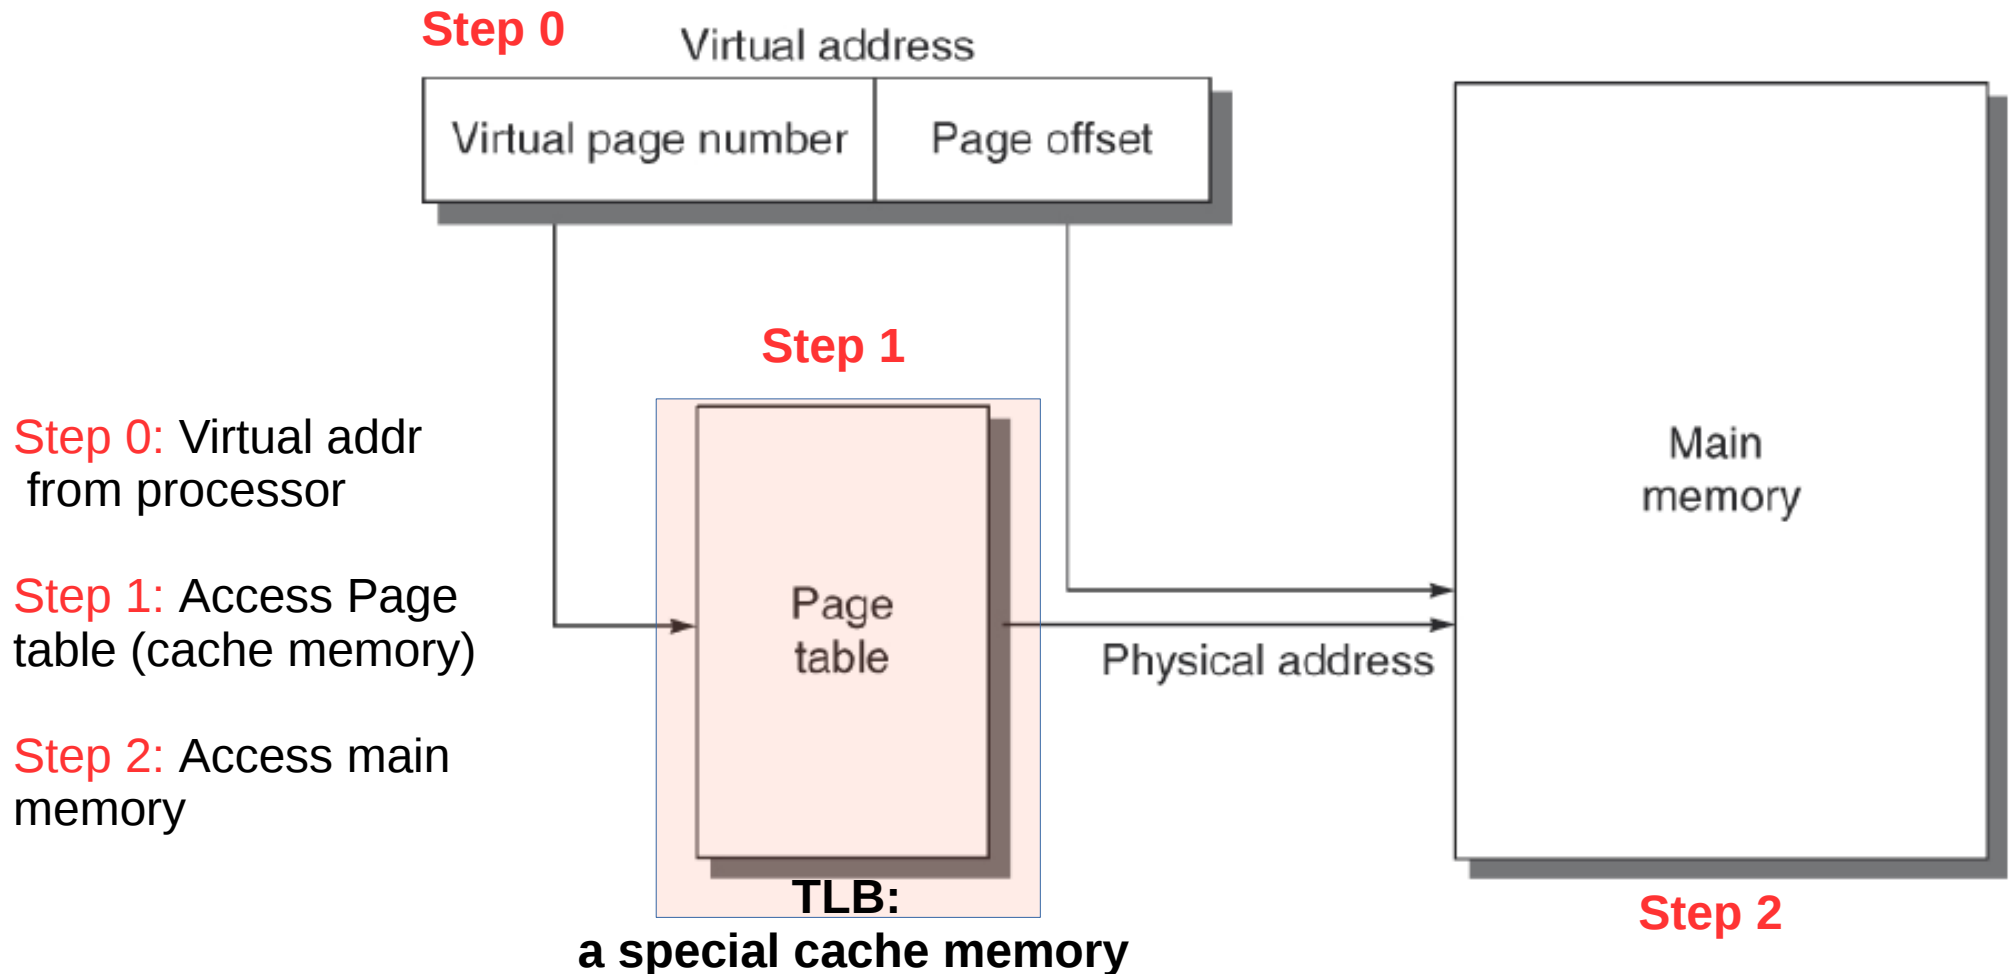 Step 0
Virtual address
Virtual page number
Page offset
Step 1
Step 0: Virtual addr
from processor
Step 1: Access Page
table (cache memory)
Step 2: Access main
memory
Page
table
Main
memory
Physical address
TLB:
a special cache memory
Step 2